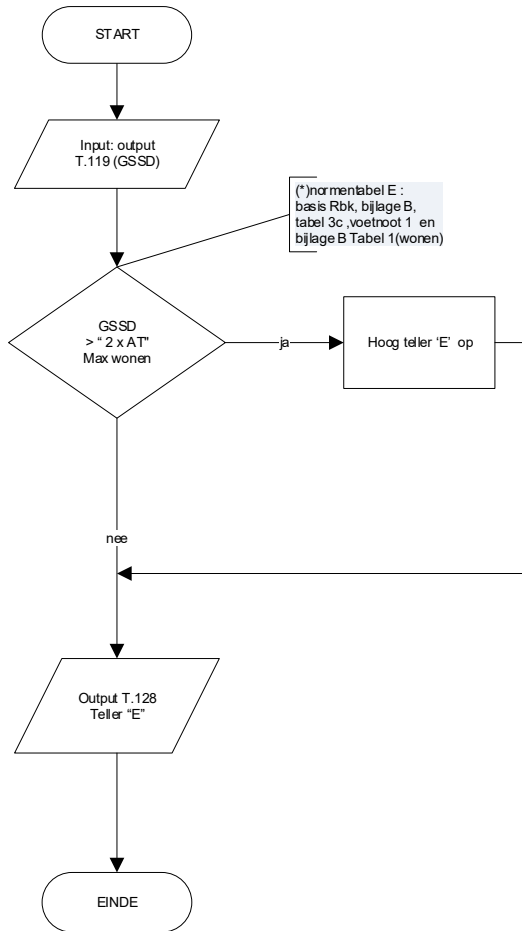 START
Input: output
T.119 (GSSD)
(*)normentabel E :
basis Rbk, bijlage B,
tabel 3c ,voetnoot 1 en
bijlage B Tabel 1(wonen)
GSSD
> “ 2 x AT"
Max wonen
ja
Hoog teller ‘E’ op
nee
Output T.128
Teller “E”
EINDE